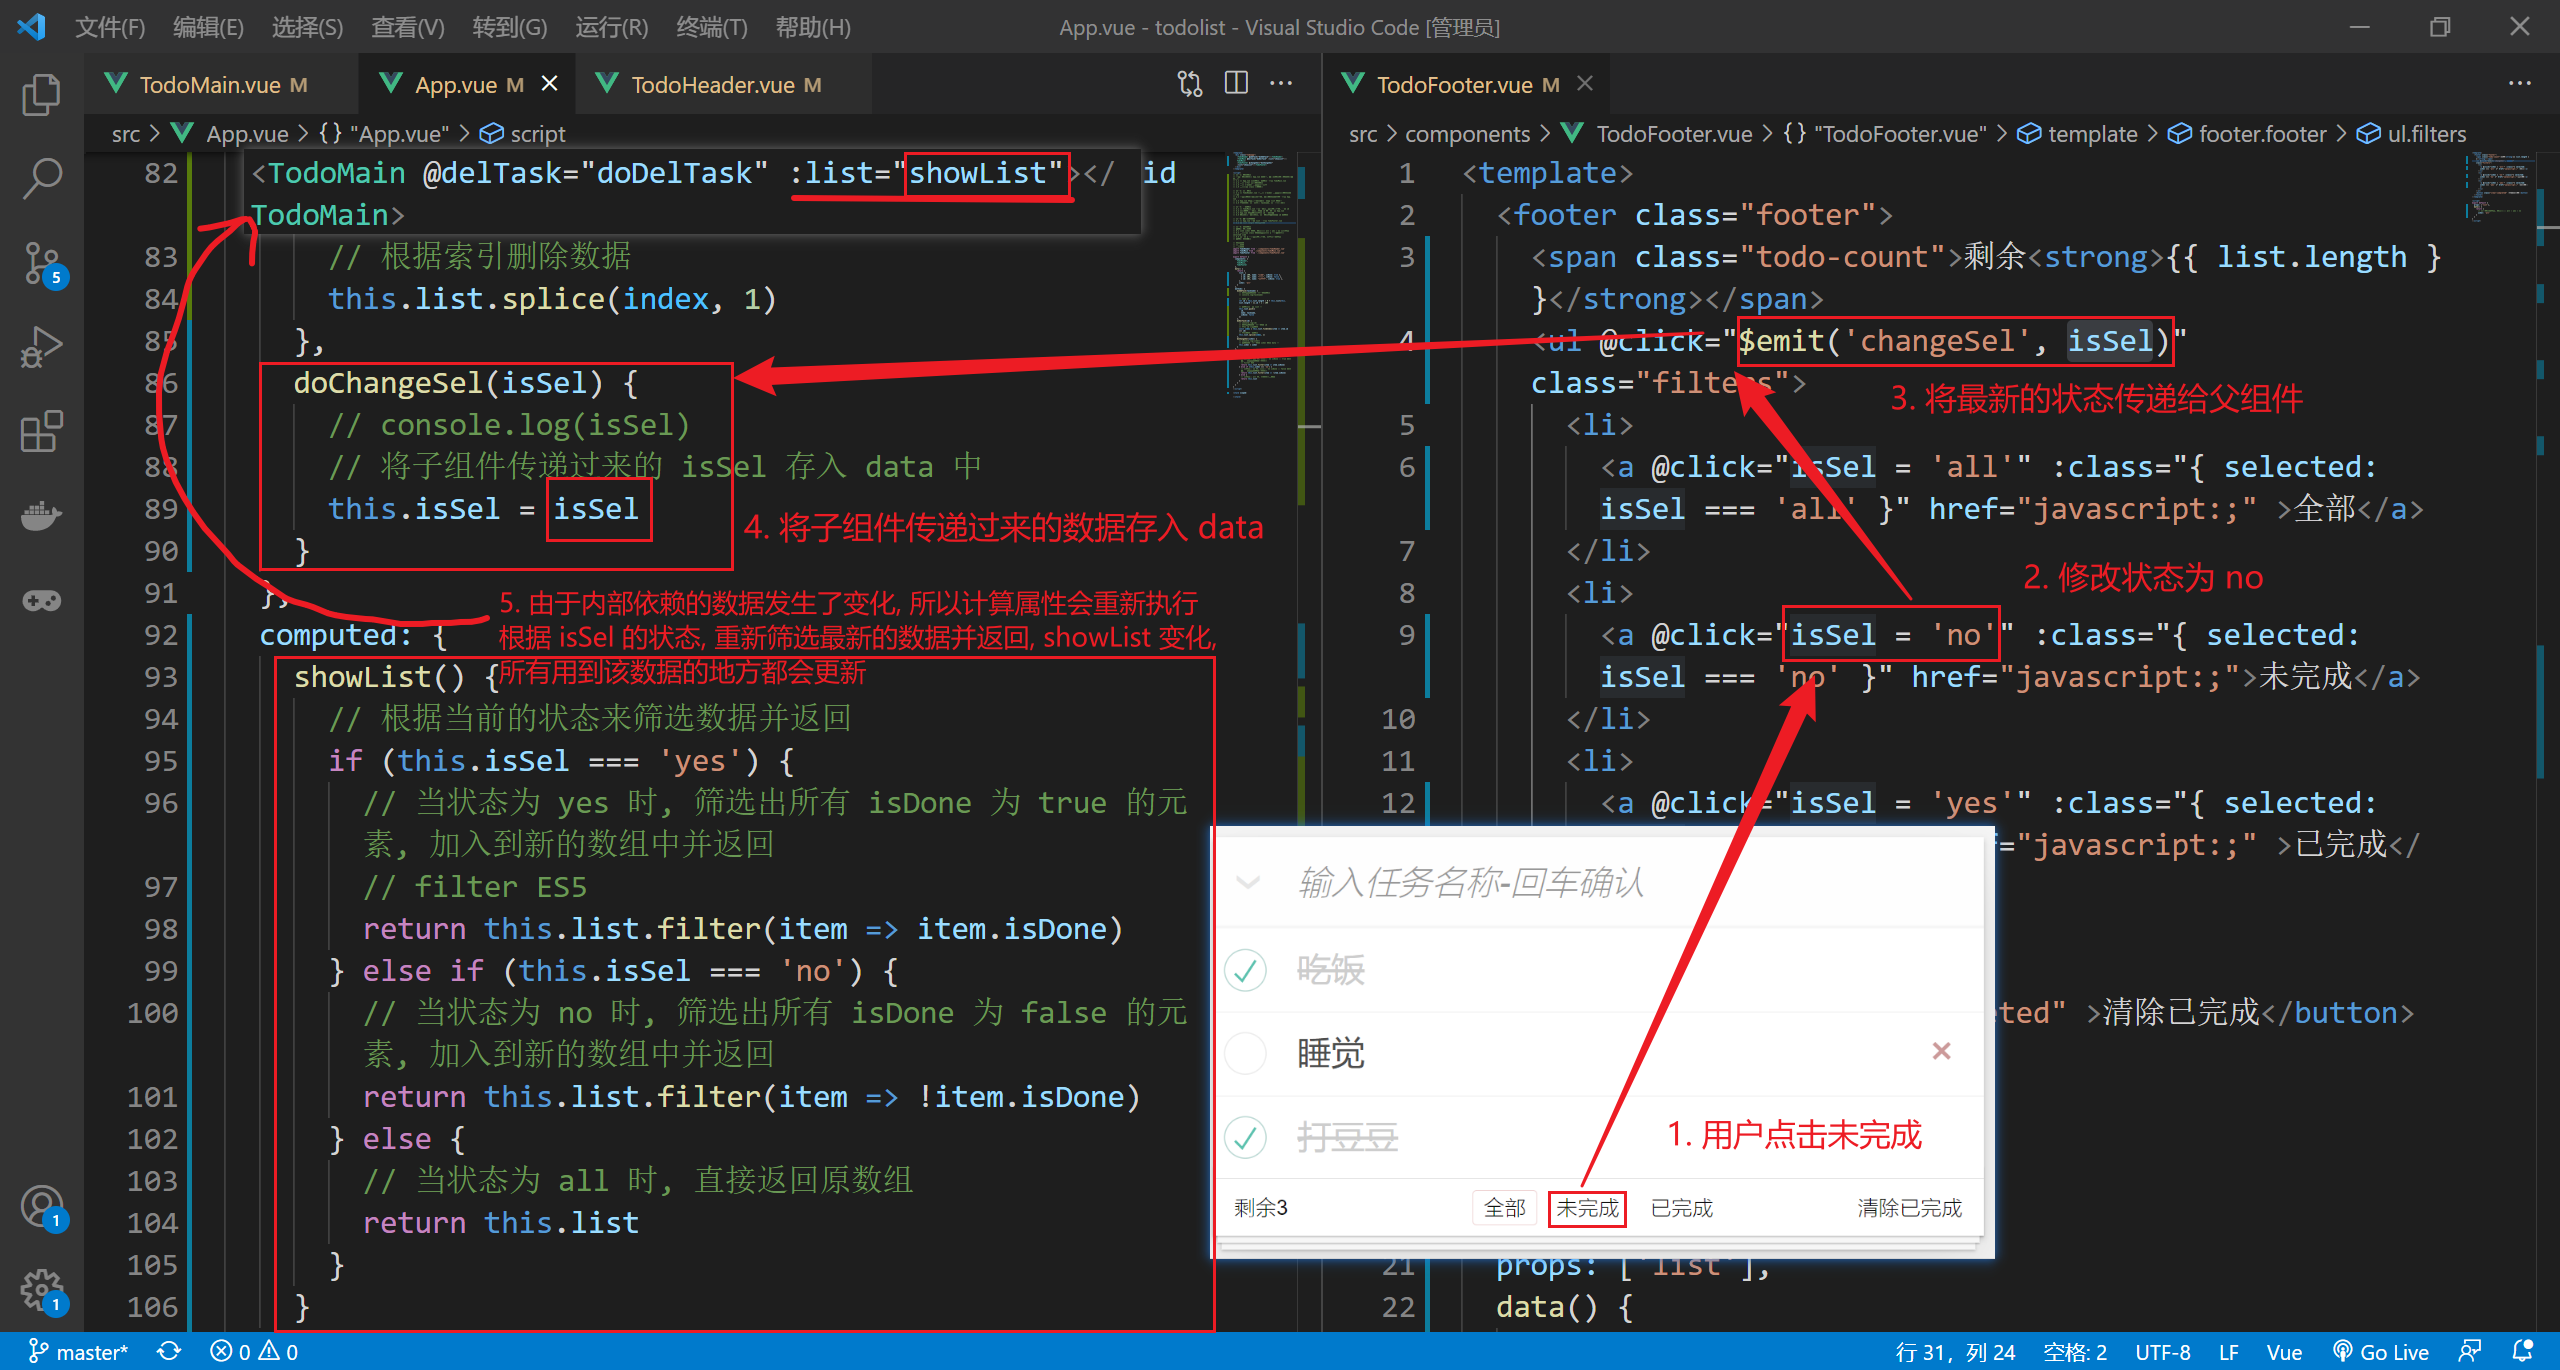 文件(F) 编辑(E) 选择(S) 查看(V) 转到(G) 运行(R) 终端(T) 帮助(H)
App.vue - todolist - Visual Studio Code [管理员]
TodoMain.vue M
App.vue M
TodoHeader.vue M
src > App.vue > {} "App.vue" > script
82 <TodoMain @delTask="doDelTask" :list="showList"></ id
TodoMain>
83 // 根据索引删除数据
84 this.list.splice(index, 1)
85 },
86 doChangeSel(isSel) {
87 // console.log(isSel)
88 // 将子组件传递过来的 isSel 存入 data 中
89 this.isSel = isSel
90 }
4. 将子组件传递过来的数据存入 data
91 },
5. 由于内部依赖的数据发生了变化, 所以计算属性会重新执行
根据 isSel 的状态, 重新筛选最新的数据并返回, showList 变化,
所有用到该数据的地方都会更新
92 computed: {
93 showList() {
94 // 根据当前的状态来筛选数据并返回
95 if (this.isSel === 'yes') {
96 // 当状态为 yes 时, 筛选出所有 isDone 为 true 的元
素, 加入到新的数组中并返回
97 // filter ES5
98 return this.list.filter(item => item.isDone)
99 } else if (this.isSel === 'no') {
100 // 当状态为 no 时, 筛选出所有 isDone 为 false 的元
素, 加入到新的数组中并返回
101 return this.list.filter(item => !item.isDone)
102 } else {
103 // 当状态为 all 时, 直接返回原数组
104 return this.list
105 }
106 }
TodoFooter.vue M
src > components > TodoFooter.vue > {} "TodoFooter.vue" > template > footer.footer > ul.filters
1 <template>
2 <footer class="footer">
3 <span class="todo-count">剩余<strong>{{ list.length }
}</strong></span>
4 <ul @click="$emit('changeSel', isSel)"
class="filters">
3. 将最新的状态传递给父组件
5 <li>
6 <a @click="isSel = 'all'" :class="{ selected:
isSel === 'all' }" href="javascript:;" >全部</a>
7 </li>
2. 修改状态为 no
8 <li>
9 <a @click="isSel = 'no'" :class="{ selected:
isSel === 'no' }" href="javascript:;">未完成</a>
10 </li>
11 <li>
12 <a @click="isSel = 'yes'" :class="{ selected:
="javascript:;" >已完成</
ted" >清除已完成</button>
输入任务名称-回车确认
吃饭
睡觉
打豆豆
1. 用户点击未完成
剩余3 全部 未完成 已完成 清除已完成
21 props: ['list'],
22 data() {
5
1
1
master* 0 0
行 31, 列 24 空格: 2 UTF-8 LF Vue Go Live